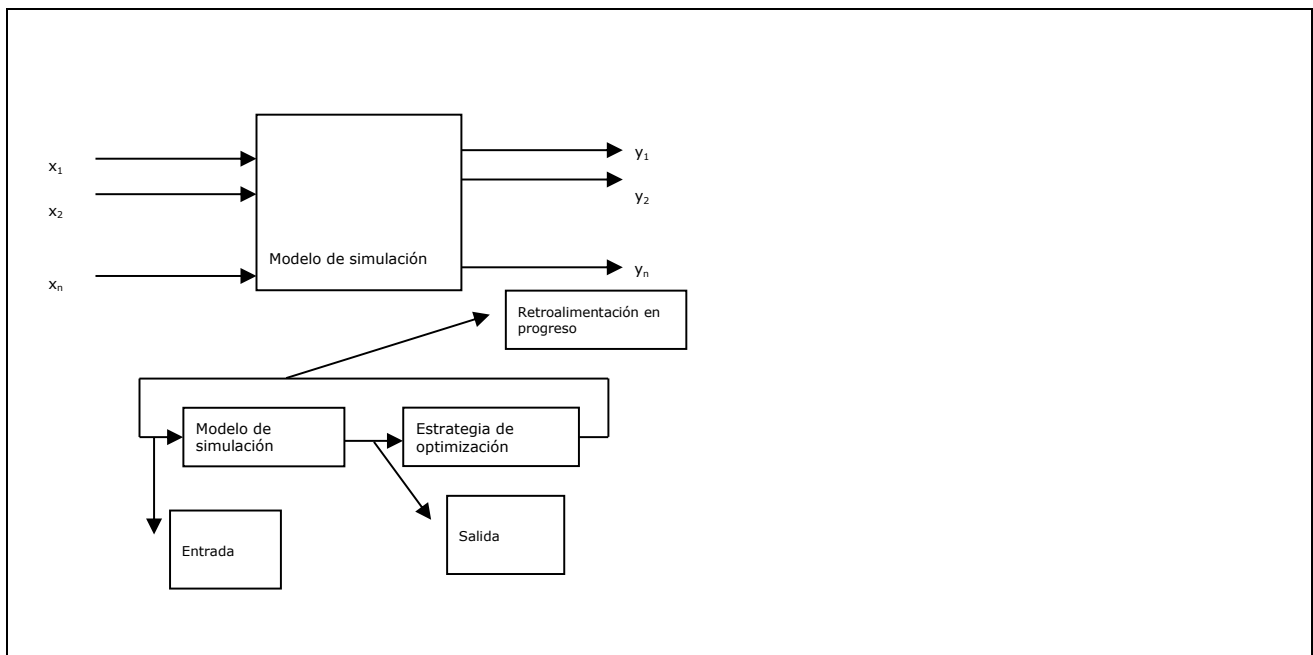 x₁
x₂
xₙ
Modelo de simulación
y₁
y₂
yₙ
Retroalimentación en
progreso
Modelo de
simulación
Estrategia de
optimización
Entrada
Salida